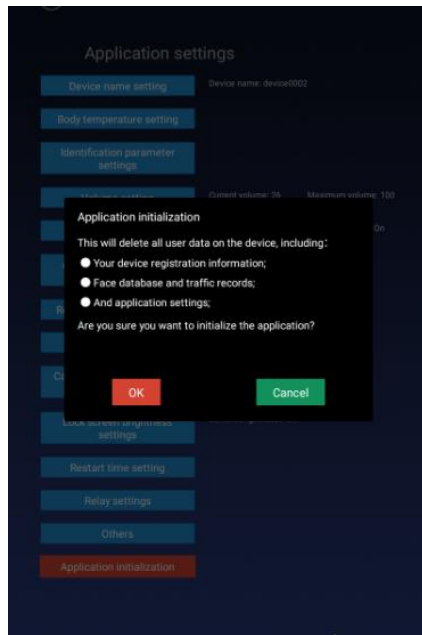 Application settings
Device name setting
Device name: device0002
Body temperature setting
Identification parameter
settings
Current volume: 26
Maximum volume: 100
On
Application initialization
This will delete all user data on the device, including:
Your device registration information;
Face database and traffic records;
And application settings;
Are you sure you want to initialize the application?
OK
Cancel
Lock screen brightness
settings
Restart time setting
Relay settings
Others
Application initialization